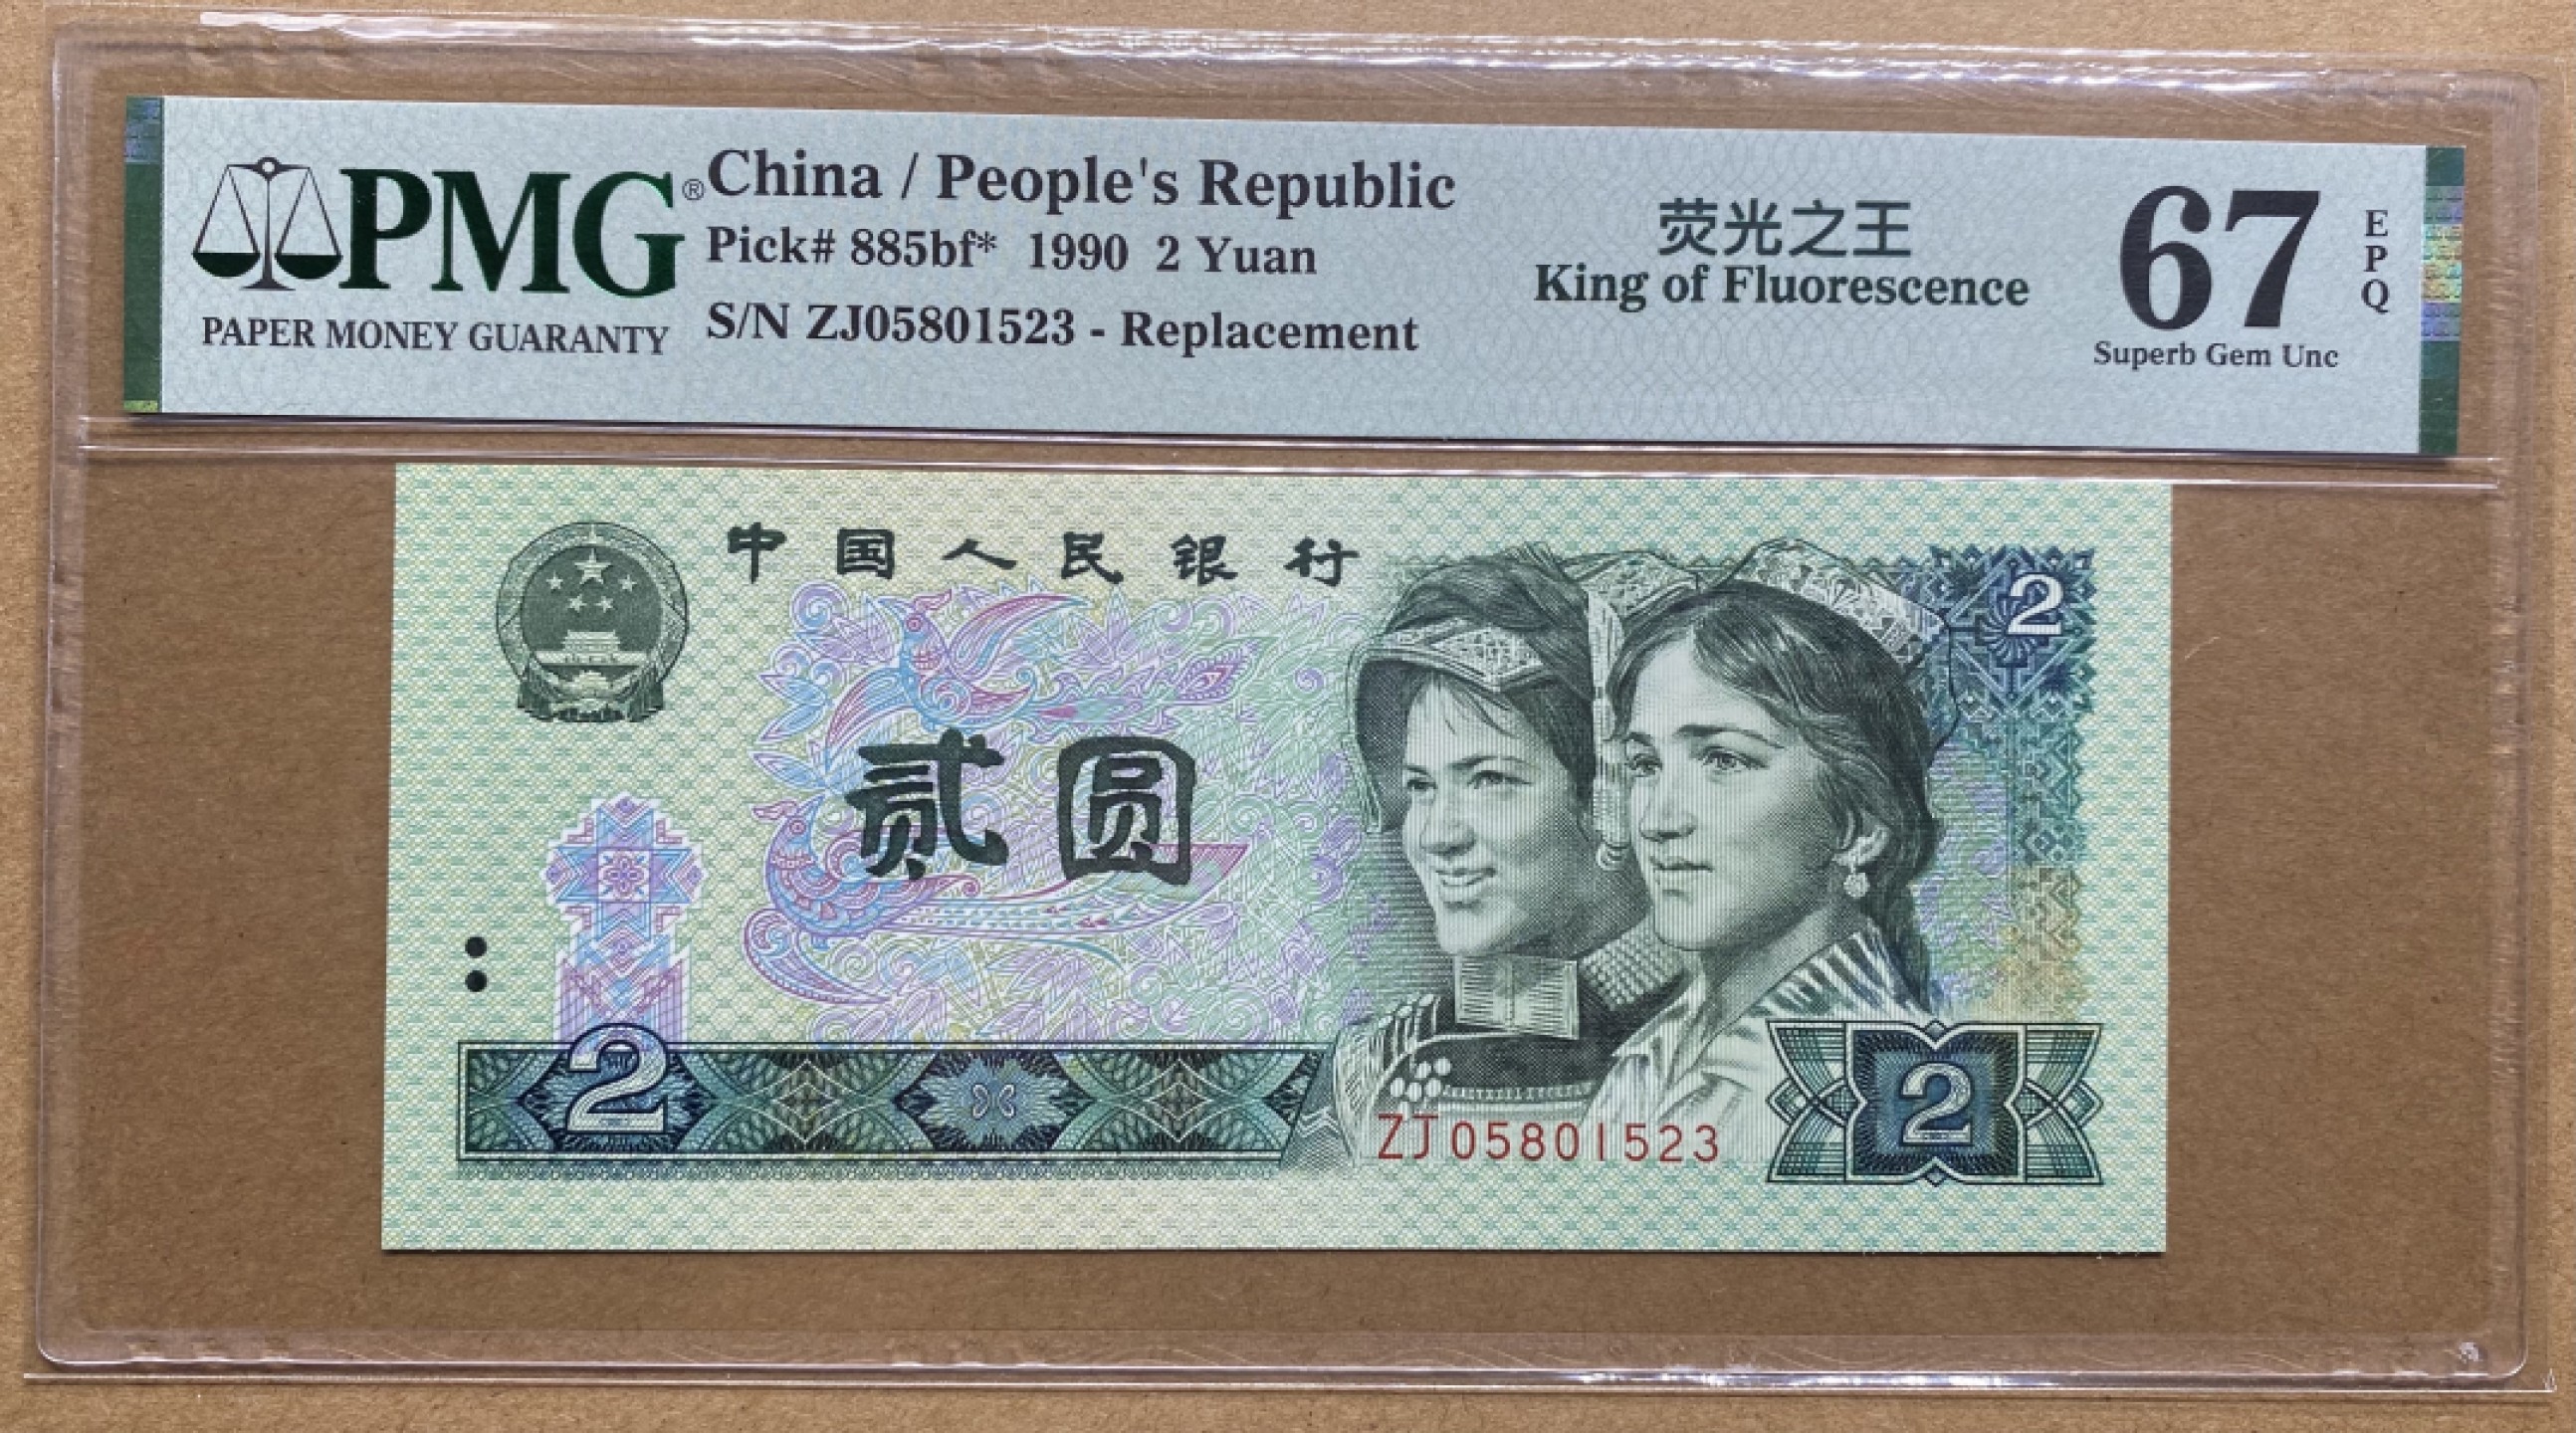 PMG®
PAPER MONEY GUARANTY
China / People's Republic
Pick# 885bf* 1990 2 Yuan
S/N ZJ05801523 - Replacement
荧光之王
King of Fluorescence
67
EPQ
Superb Gem Unc
中国人民银行
2
贰圆
2
ZJ05801523
2